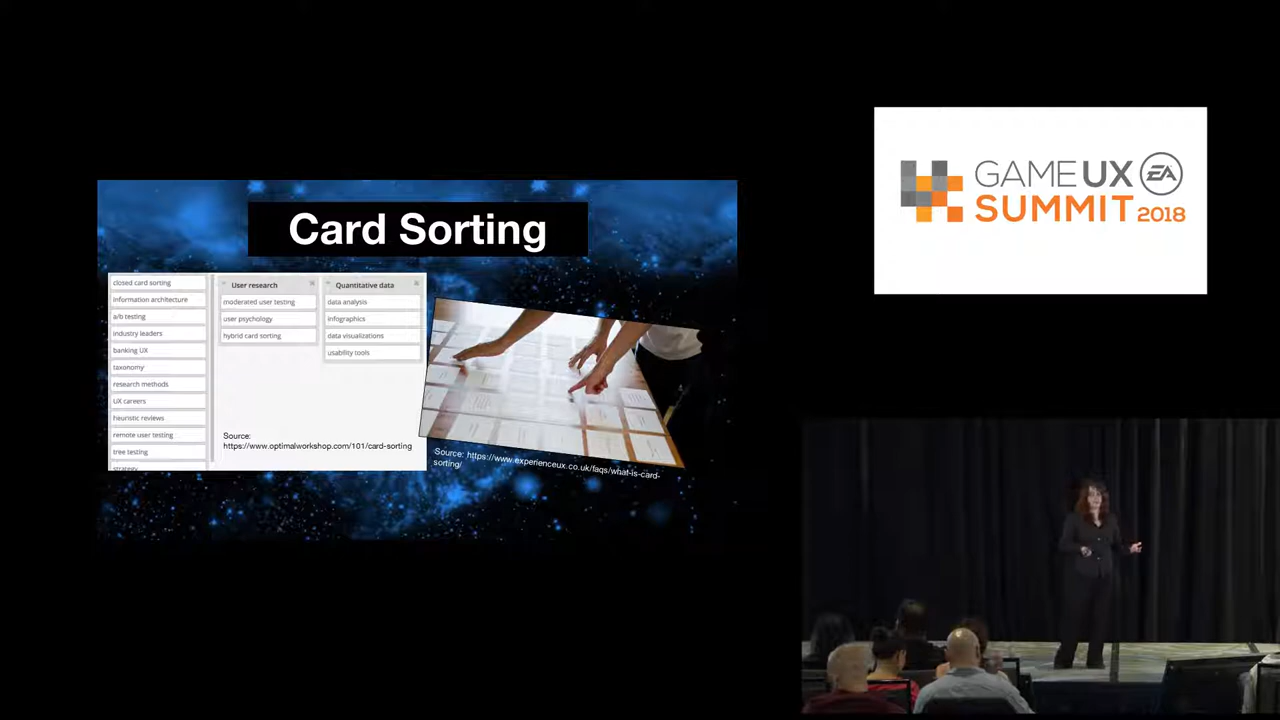 Card Sorting
closed card sorting
information architecture
a/b testing
industry leaders
banking UX
taxonomy
research methods
UX careers
heuristic reviews
remote user testing
tree testing
strategy
User research
moderated user testing
user psychology
hybrid card sorting
Quantitative data
data analysis
infographics
data visualizations
usability tools
Source:
https://www.optimalworkshop.com/101/card-sorting
Source: https://www.experienceux.co.uk/faqs/what-is-card-
sorting/
GAMEUX EA
SUMMIT 2018